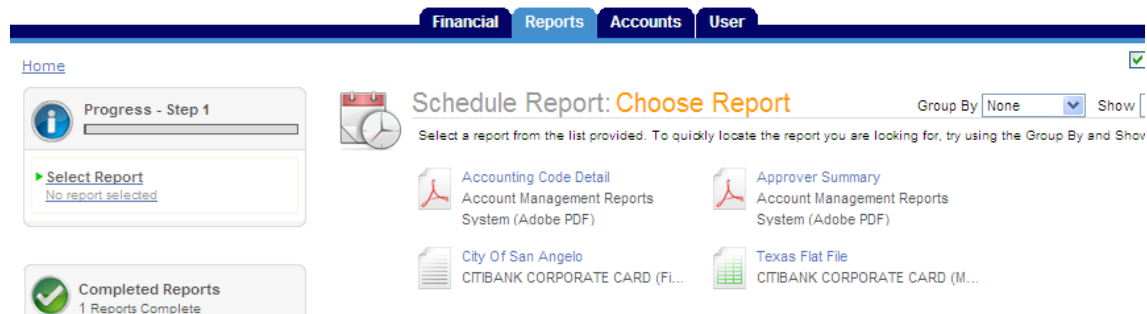 Financial Reports Accounts User
Home
Progress - Step 1
Select Report
No report selected
Completed Reports
1 Reports Complete
Schedule Report: Choose Report
Group By None Show
Select a report from the list provided. To quickly locate the report you are looking for, try using the Group By and Show
Accounting Code Detail
Account Management Reports
System (Adobe PDF)
Approver Summary
Account Management Reports
System (Adobe PDF)
City Of San Angelo
CITIBANK CORPORATE CARD (Fi...
Texas Flat File
CITIBANK CORPORATE CARD (M...